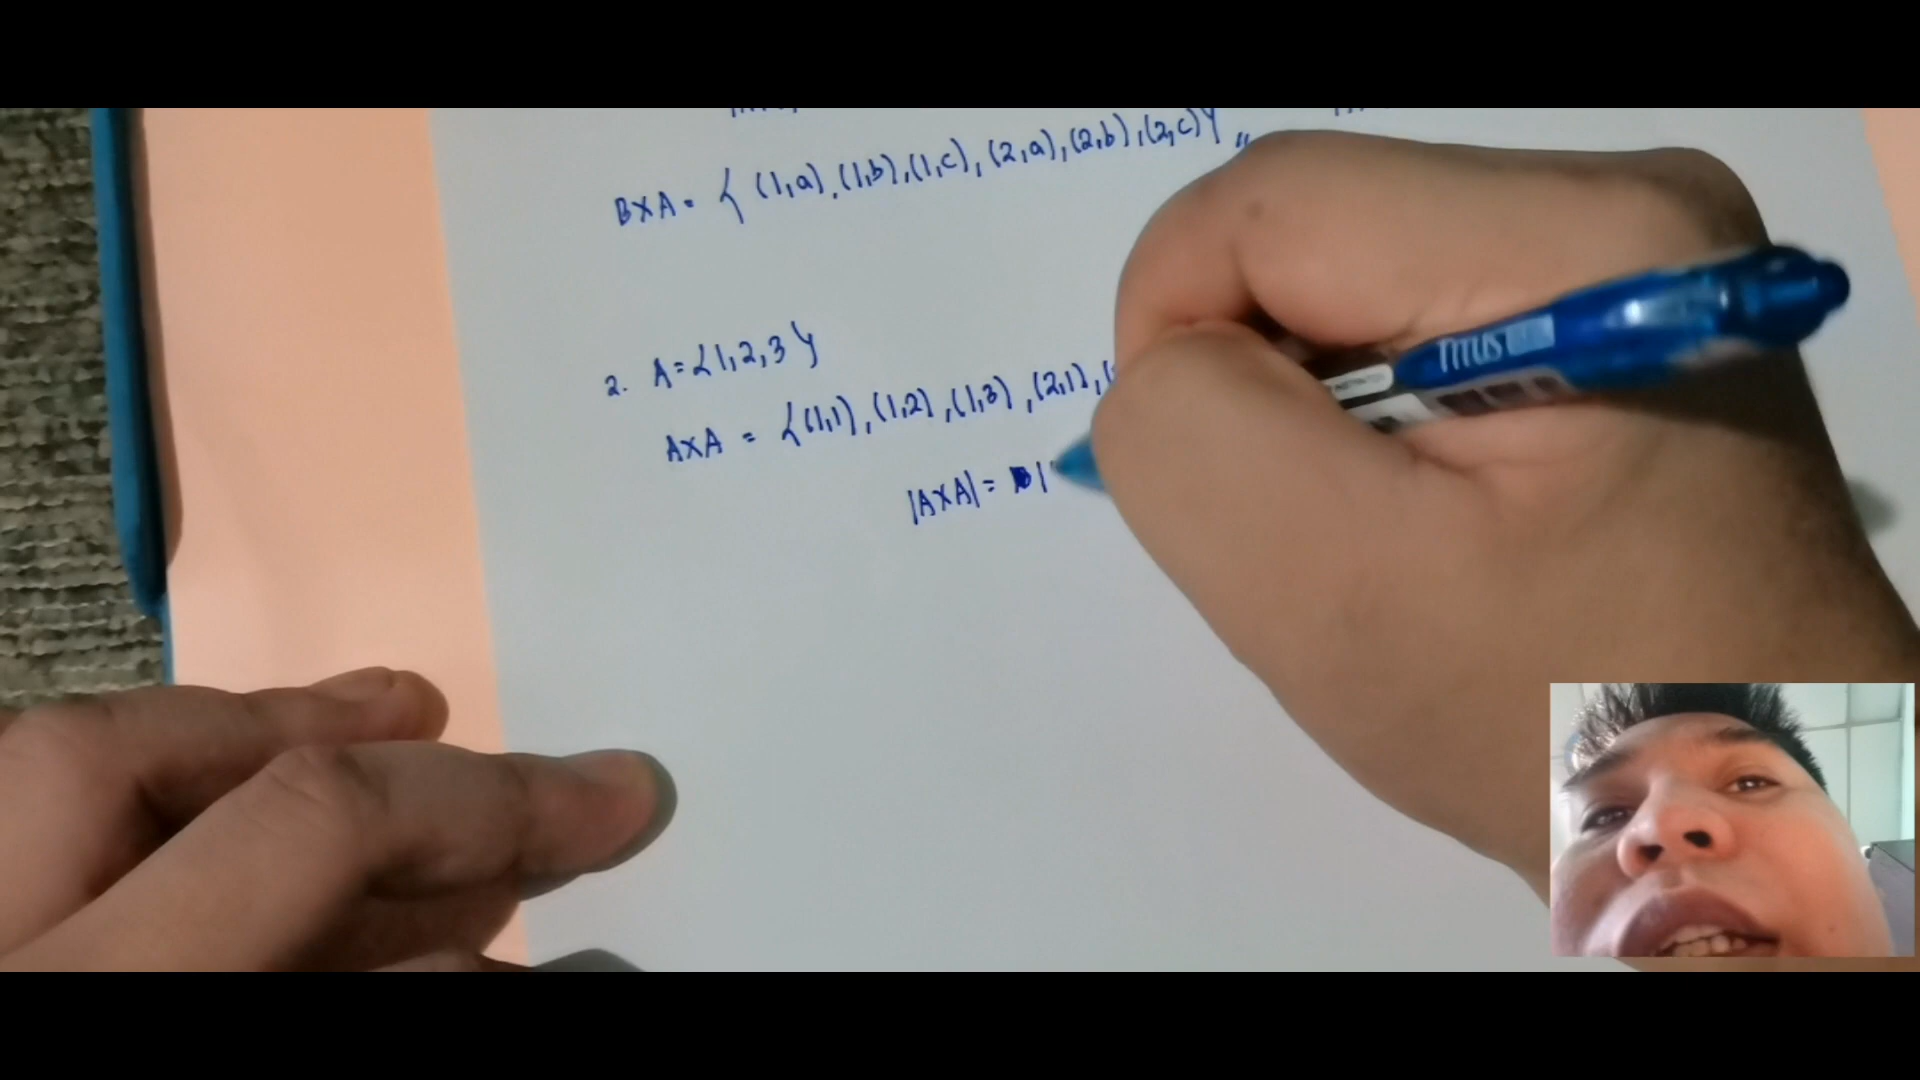 B×A = { (1,a), (1,b), (1,c), (2,a), (2,b), (2,c) } ,,
2. A = {1,2,3}
A×A = {(1,1), (1,2), (1,3), (2,1), (
|A×A| = |
TITUS